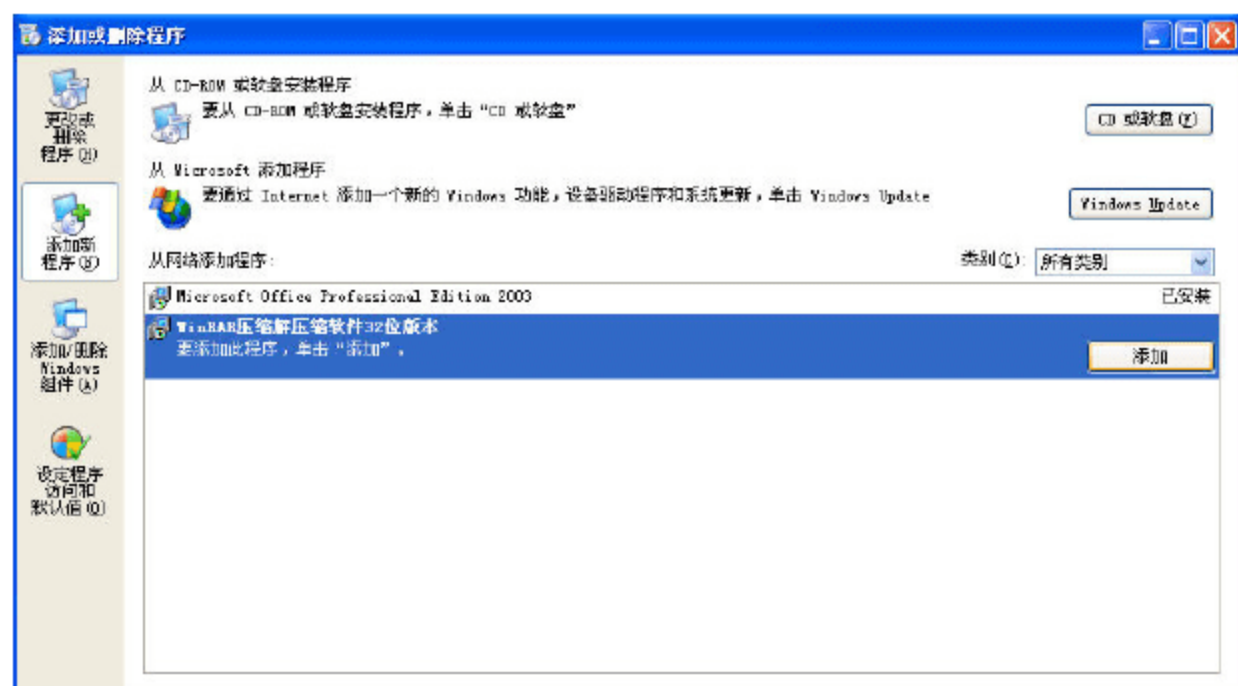 添加或删除程序
更改或
删除
程序(H)
添加新
程序(N)
添加/删除
Windows
组件(A)
设定程序
访问和
默认值(O)
从 CD-ROM 或软盘安装程序
要从 CD-ROM 或软盘安装程序，单击“CD 或软盘”
CD 或软盘(F)
从 Microsoft 添加程序
要通过 Internet 添加一个新的 Windows 功能，设备驱动程序和系统更新，单击 Windows Update
Windows Update
从网络添加程序:
类别(C): 所有类别
Microsoft Office Professional Edition 2003 已安装
WinRAR压缩解压缩软件32位版本
要添加此程序，单击“添加”。
添加